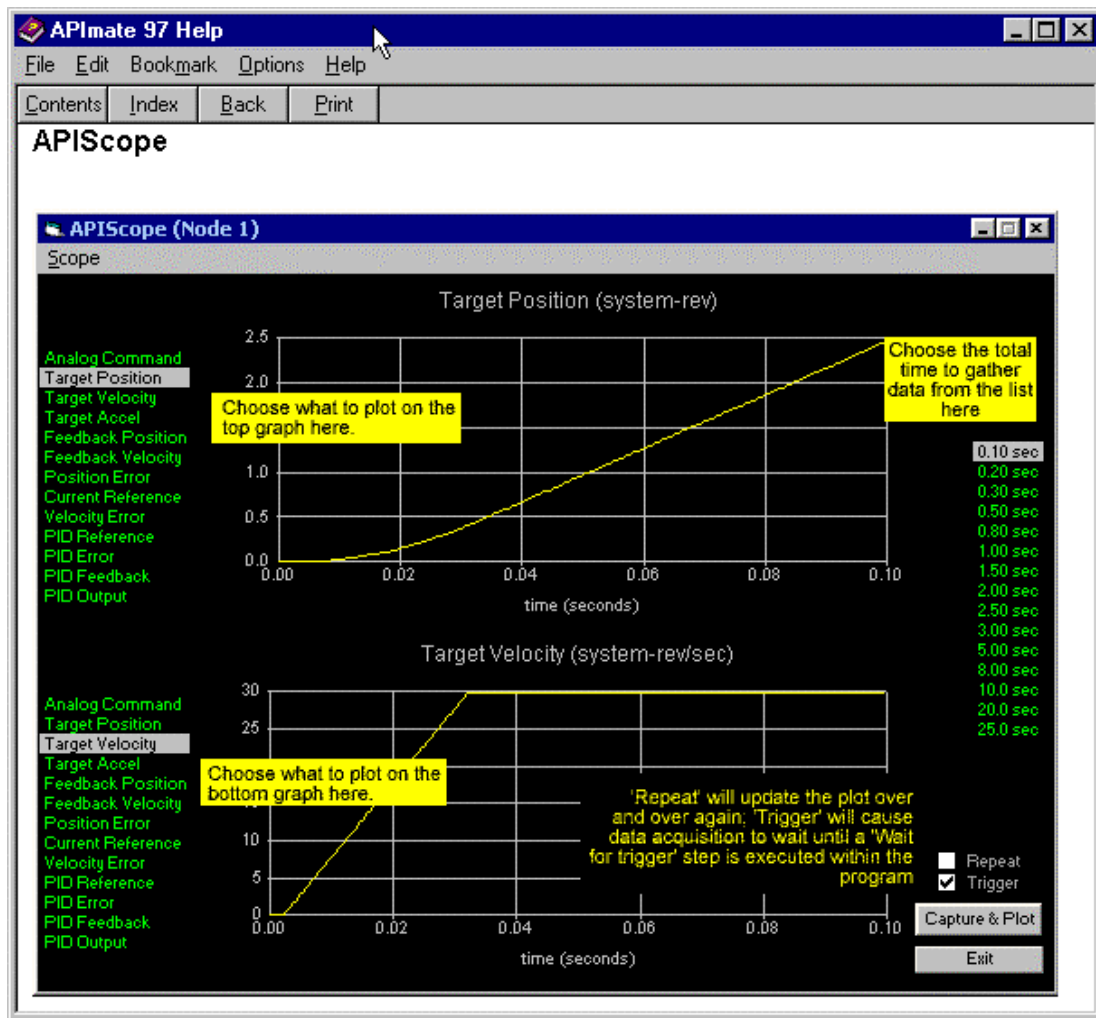 APImate 97 Help
File Edit Bookmark Options Help
Contents Index Back Print
APIScope
APIScope (Node 1)
Scope
Target Position (system-rev)
Analog Command
Target Position
Target Velocity
Target Accel
Feedback Position
Feedback Velocity
Position Error
Current Reference
Velocity Error
PID Reference
PID Error
PID Feedback
PID Output
2.5
2.0
1.0
0.5
0.0
Choose what to plot on the
top graph here.
0.00 0.02 0.04 0.06 0.08 0.10
time (seconds)
Choose the total
time to gather
data from the list
here
0.10 sec
0.20 sec
0.30 sec
0.50 sec
0.80 sec
1.00 sec
1.50 sec
2.00 sec
2.50 sec
3.00 sec
5.00 sec
8.00 sec
10.0 sec
20.0 sec
25.0 sec
Target Velocity (system-rev/sec)
Analog Command
Target Position
Target Velocity
Target Accel
Feedback Position
Feedback Velocity
Position Error
Current Reference
Velocity Error
PID Reference
PID Error
PID Feedback
PID Output
30
25
10
5
0
Choose what to plot on the
bottom graph here.
0.00 0.02 0.04 0.06 0.08 0.10
time (seconds)
'Repeat' will update the plot over
and over again; 'Trigger' will cause
data acquisition to wait until a 'Wait
for trigger' step is executed within the
program
Repeat
Trigger
Capture & Plot
Exit